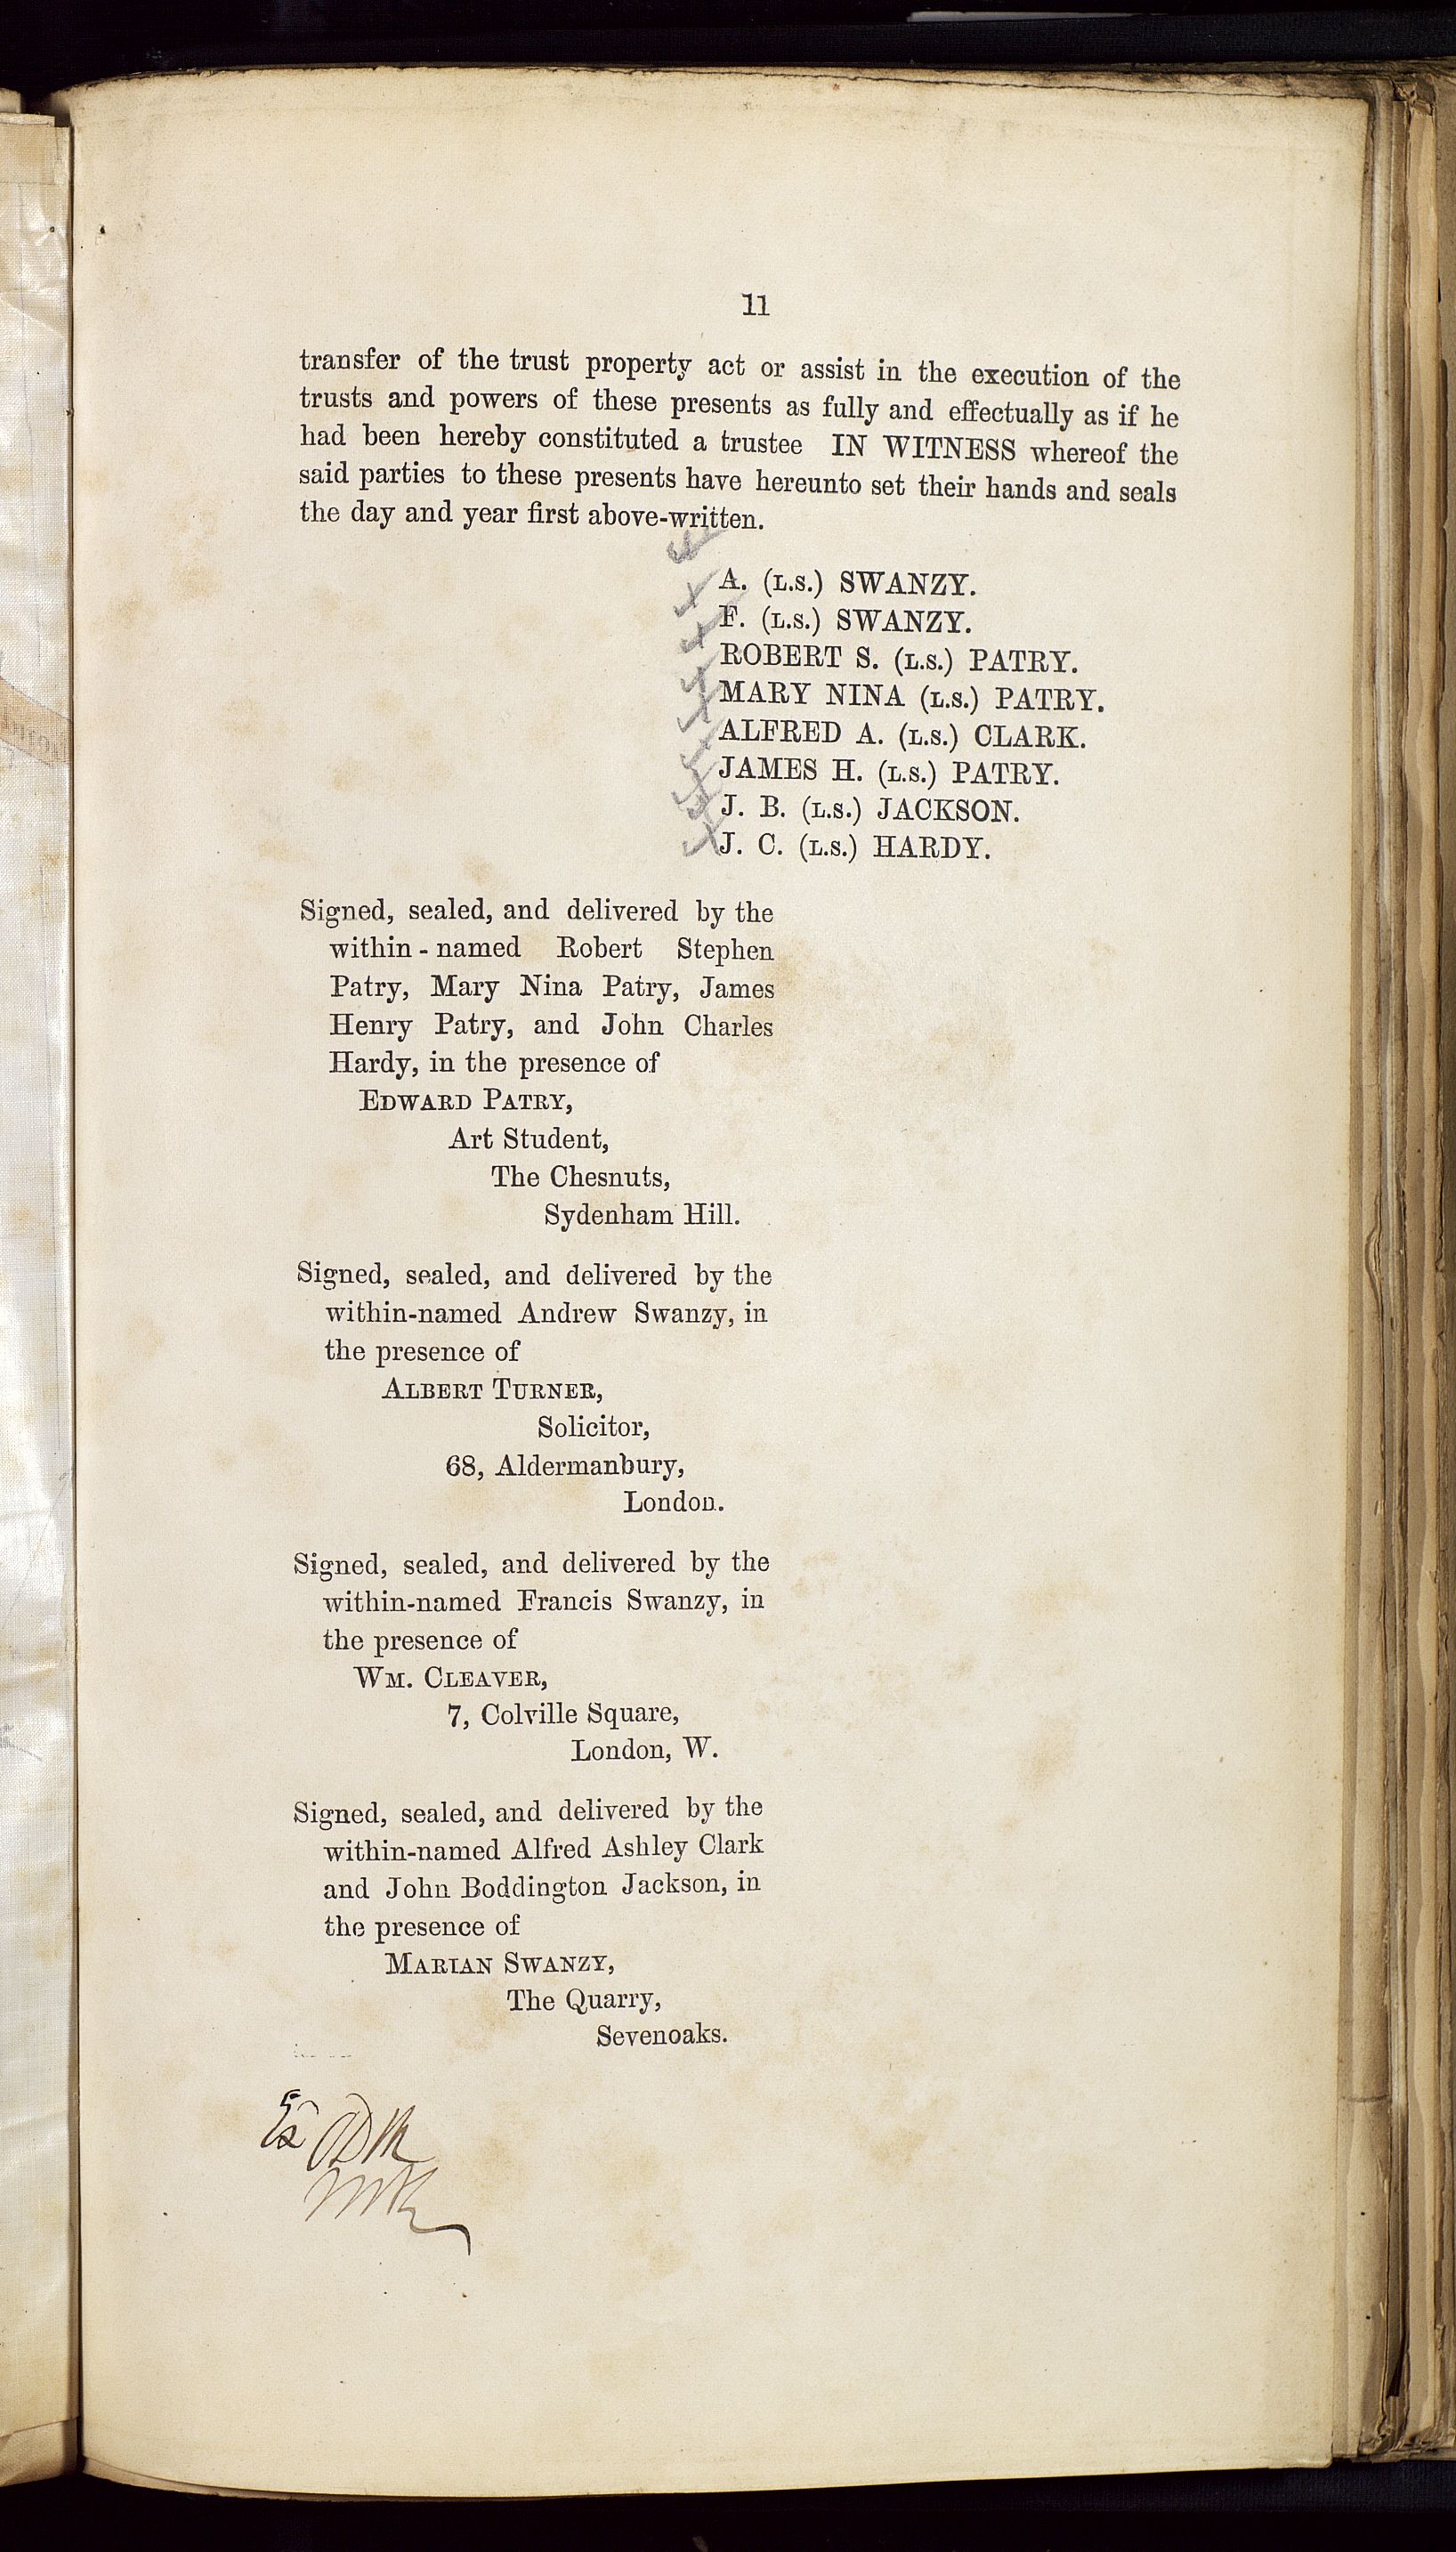 11
transfer of the trust property act or assist in the execution of the
trusts and powers of these presents as fully and effectually as if he
had been hereby constituted a trustee IN WITNESS whereof the
said parties to these presents have hereunto set their hands and seals
the day and year first above-written.
A. (L.S.) SWANZY.
F. (L.S.) SWANZY.
ROBERT S. (L.S.) PATRY.
MARY NINA (L.S.) PATRY.
ALFRED A. (L.S.) CLARK.
JAMES H. (L.S.) PATRY.
J. B. (L.S.) JACKSON.
J. C. (L.S.) HARDY.
Signed, sealed, and delivered by the
within-named Robert Stephen
Patry, Mary Nina Patry, James
Henry Patry, and John Charles
Hardy, in the presence of
EDWARD PATRY,
Art Student,
The Chesnuts,
Sydenham Hill.
Signed, sealed, and delivered by the
within-named Andrew Swanzy, in
the presence of
ALBERT TURNER,
Solicitor,
68, Aldermanbury,
London.
Signed, sealed, and delivered by the
within-named Francis Swanzy, in
the presence of
WM. CLEAVER,
7, Colville Square,
London, W.
Signed, sealed, and delivered by the
within-named Alfred Ashley Clark
and John Boddington Jackson, in
the presence of
MARIAN SWANZY,
The Quarry,
Sevenoaks.